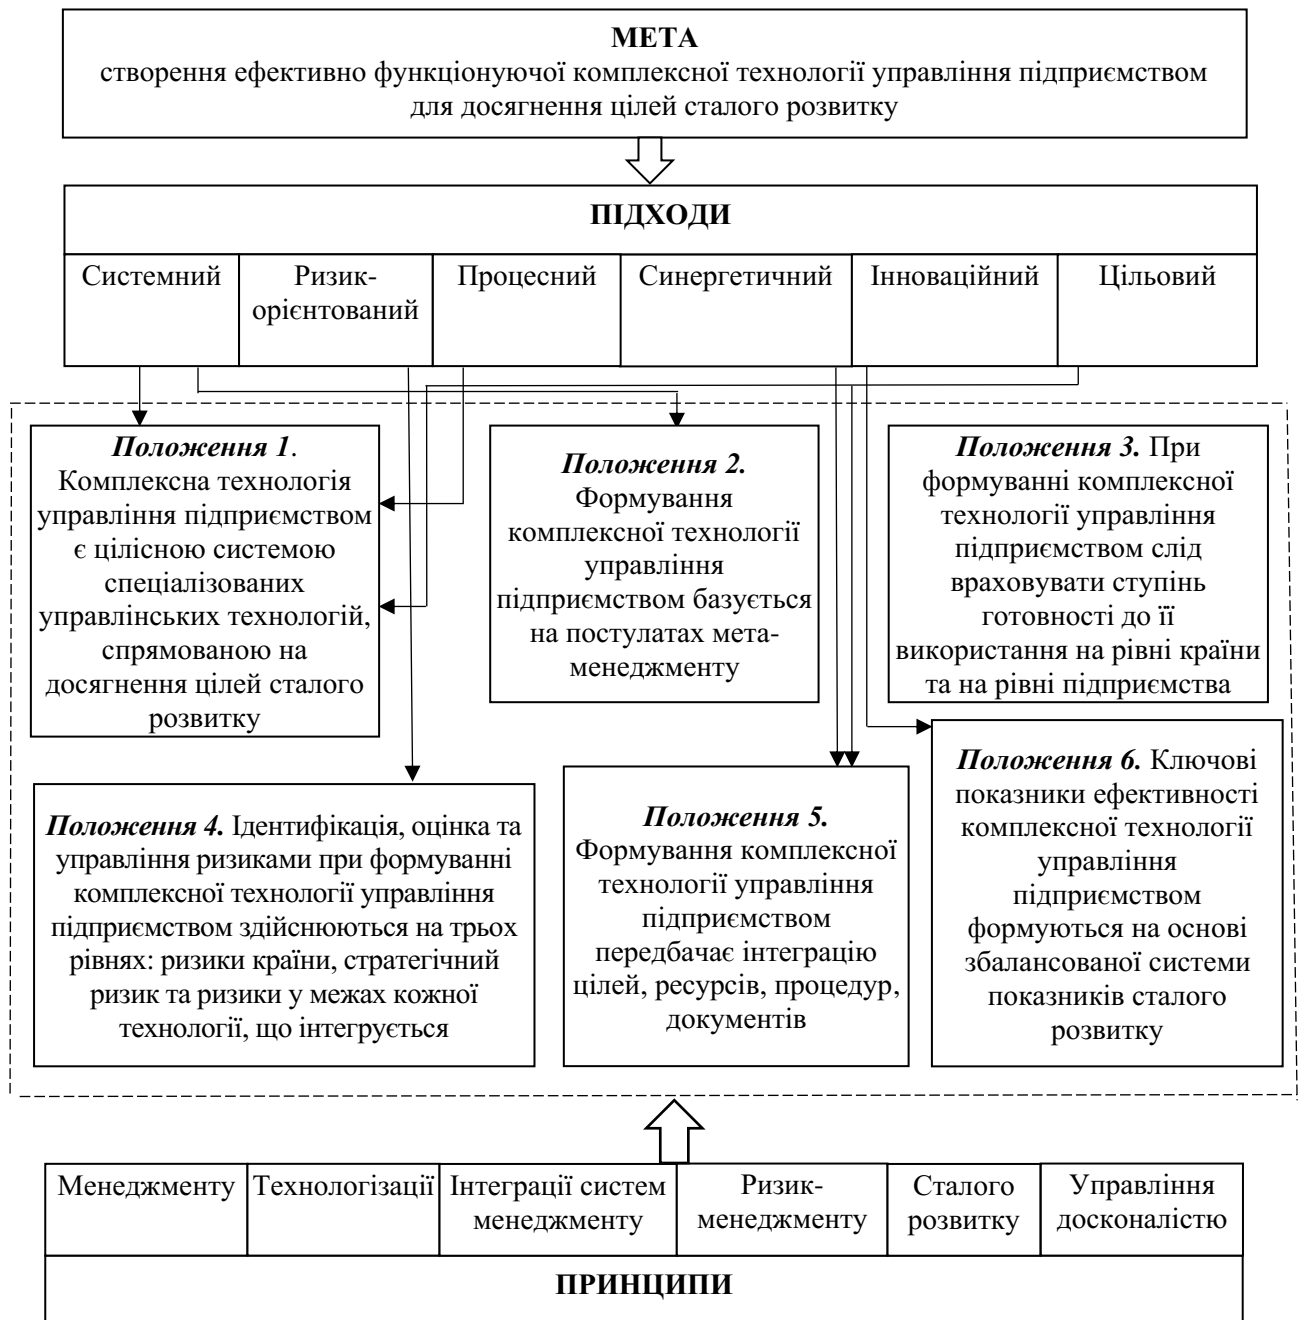 МЕТА
створення ефективно функціонуючої комплексної технології управління підприємством
для досягнення цілей сталого розвитку
ПІДХОДИ
Системний
Ризик-
орієнтований
Процесний
Синергетичний
Інноваційний
Цільовий
Положення 1.
Комплексна технологія
управління підприємством
є цілісною системою
спеціалізованих
управлінських технологій,
спрямованою на
досягнення цілей сталого
розвитку
Положення 2.
Формування
комплексної технології
управління
підприємством базується
на постулатах мета-
менеджменту
Положення 3. При
формуванні комплексної
технології управління
підприємством слід
враховувати ступінь
готовності до її
використання на рівні країни
та на рівні підприємства
Положення 4. Ідентифікація, оцінка та
управління ризиками при формуванні
комплексної технології управління
підприємством здійснюються на трьох
рівнях: ризики країни, стратегічний
ризик та ризики у межах кожної
технології, що інтегрується
Положення 5.
Формування комплексної
технології управління
підприємством
передбачає інтеграцію
цілей, ресурсів, процедур,
документів
Положення 6. Ключові
показники ефективності
комплексної технології
управління
підприємством
формуються на основі
збалансованої системи
показників сталого
розвитку
Менеджменту
Технологізації
Інтеграції систем
менеджменту
Ризик-
менеджменту
Сталого
розвитку
Управління
досконалістю
ПРИНЦИПИ